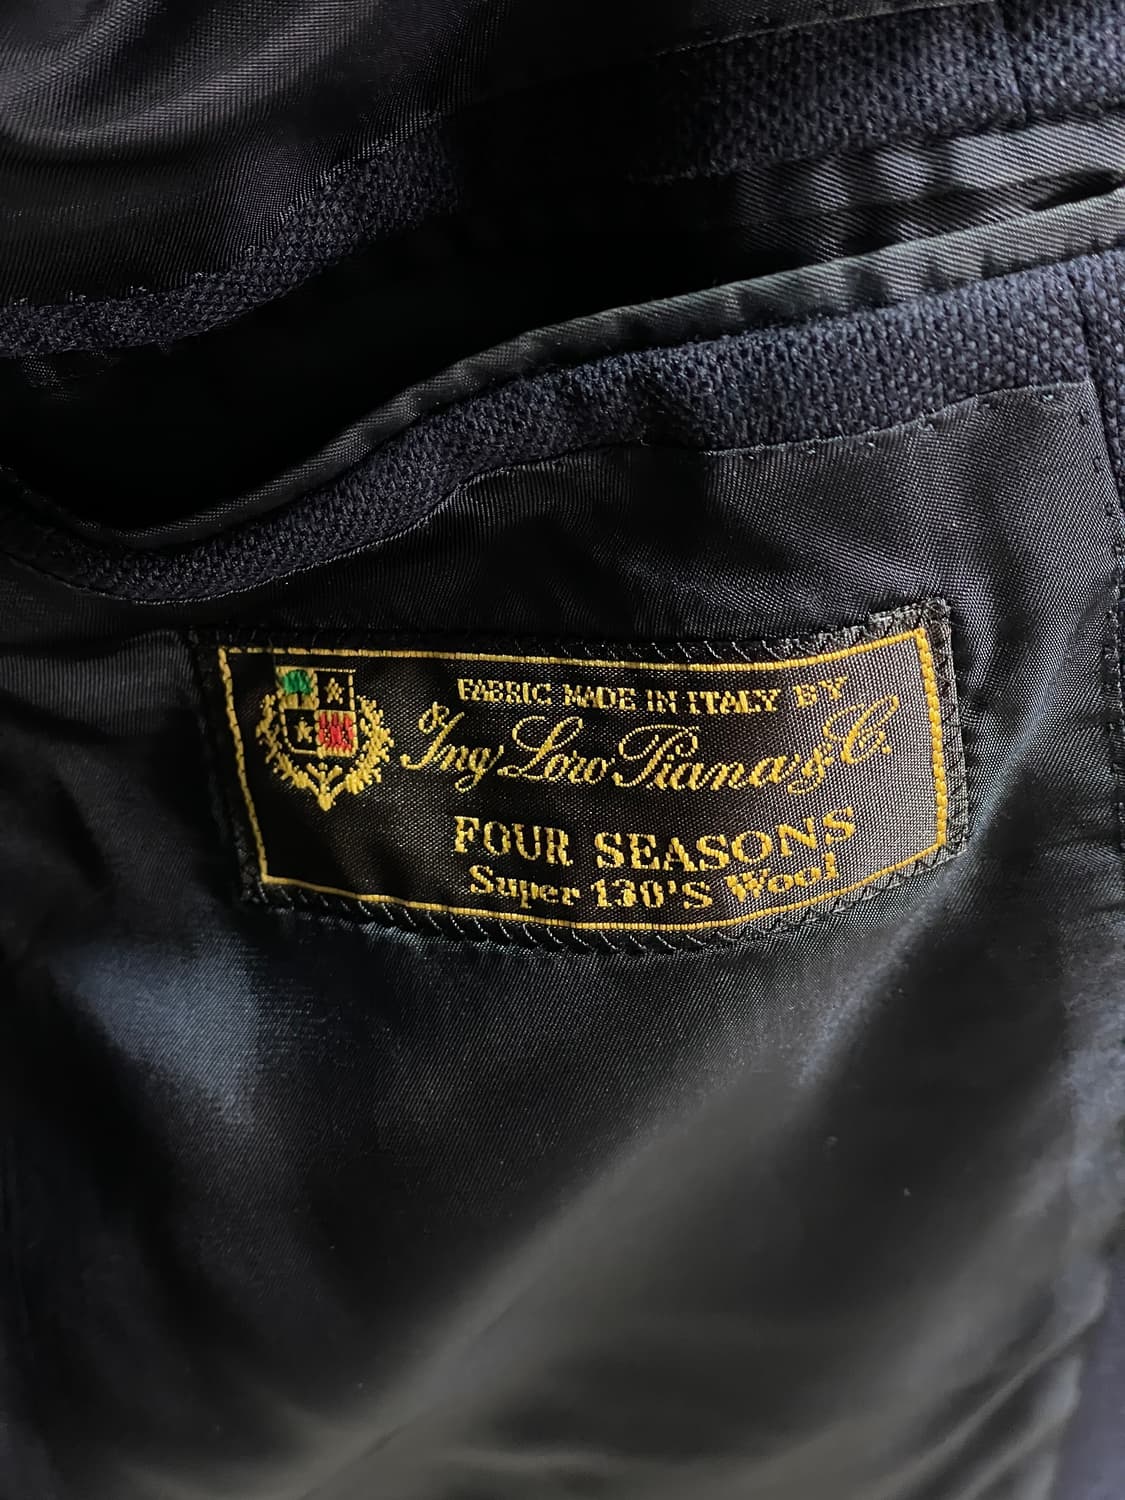 FABRIC MADE IN ITALY BY
Ing Loro Piana & C.
FOUR SEASONS
Super 130'S Wool